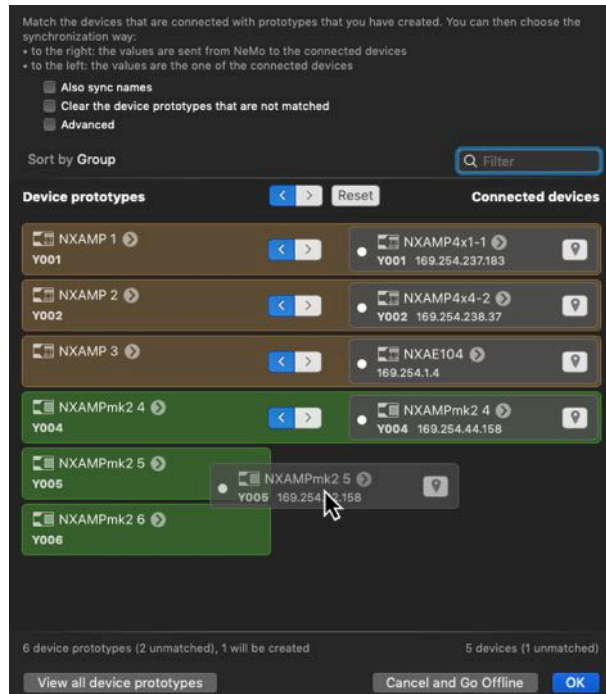 Match the devices that are connected with prototypes that you have created. You can then choose the
synchronization way:
• to the right: the values are sent from NeMo to the connected devices
• to the left: the values are the one of the connected devices
Also sync names
Clear the device prototypes that are not matched
Advanced
Sort by Group
Filter
Device prototypes
< >
Reset
Connected devices
NXAMP 1
Y001
< >
NXAMP4x1-1
Y001 169.254.237.183
NXAMP 2
Y002
< >
NXAMP4x4-2
Y002 169.254.238.37
NXAMP 3
< >
NXAE104
169.254.1.4
NXAMPmk2 4
Y004
< >
NXAMPmk2 4
Y004 169.254.44.158
NXAMPmk2 5
Y005
NXAMPmk2 5
NXAMPmk2 6
Y006
6 device prototypes (2 unmatched), 1 will be created
5 devices (1 unmatched)
View all device prototypes
Cancel and Go Offline
OK